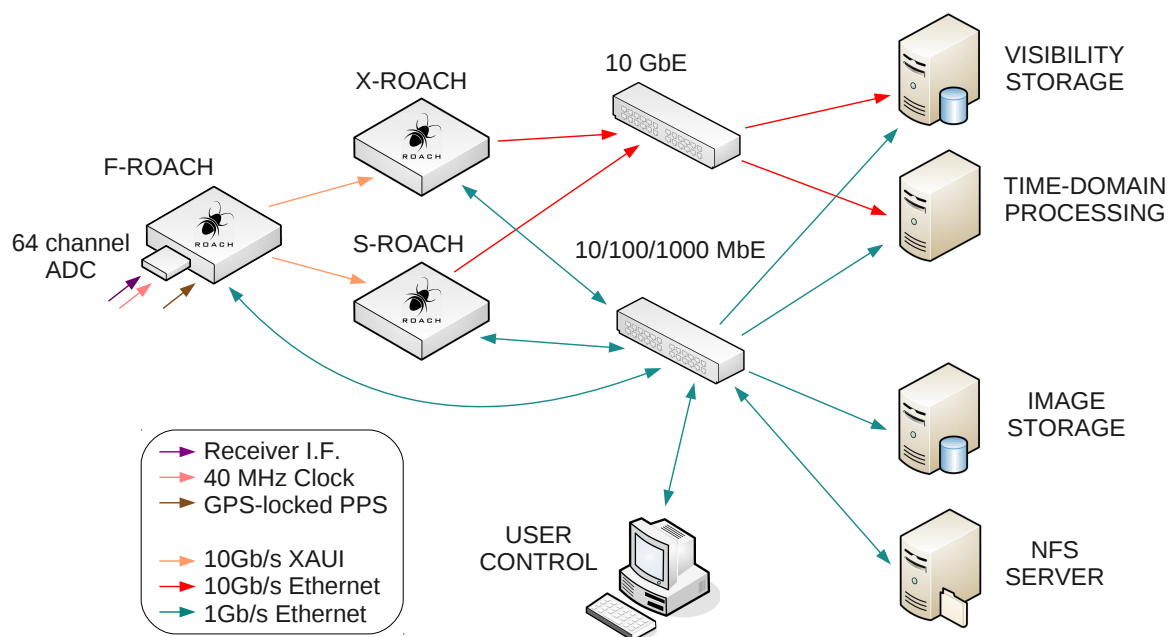 10 GbE
VISIBILITY
STORAGE
X-ROACH
ROACH
F-ROACH
ROACH
TIME-DOMAIN
PROCESSING
64 channel
ADC
S-ROACH
ROACH
10/100/1000 MbE
IMAGE
STORAGE
Receiver I.F.
40 MHz Clock
GPS-locked PPS
10Gb/s XAUI
10Gb/s Ethernet
1Gb/s Ethernet
USER
CONTROL
NFS
SERVER